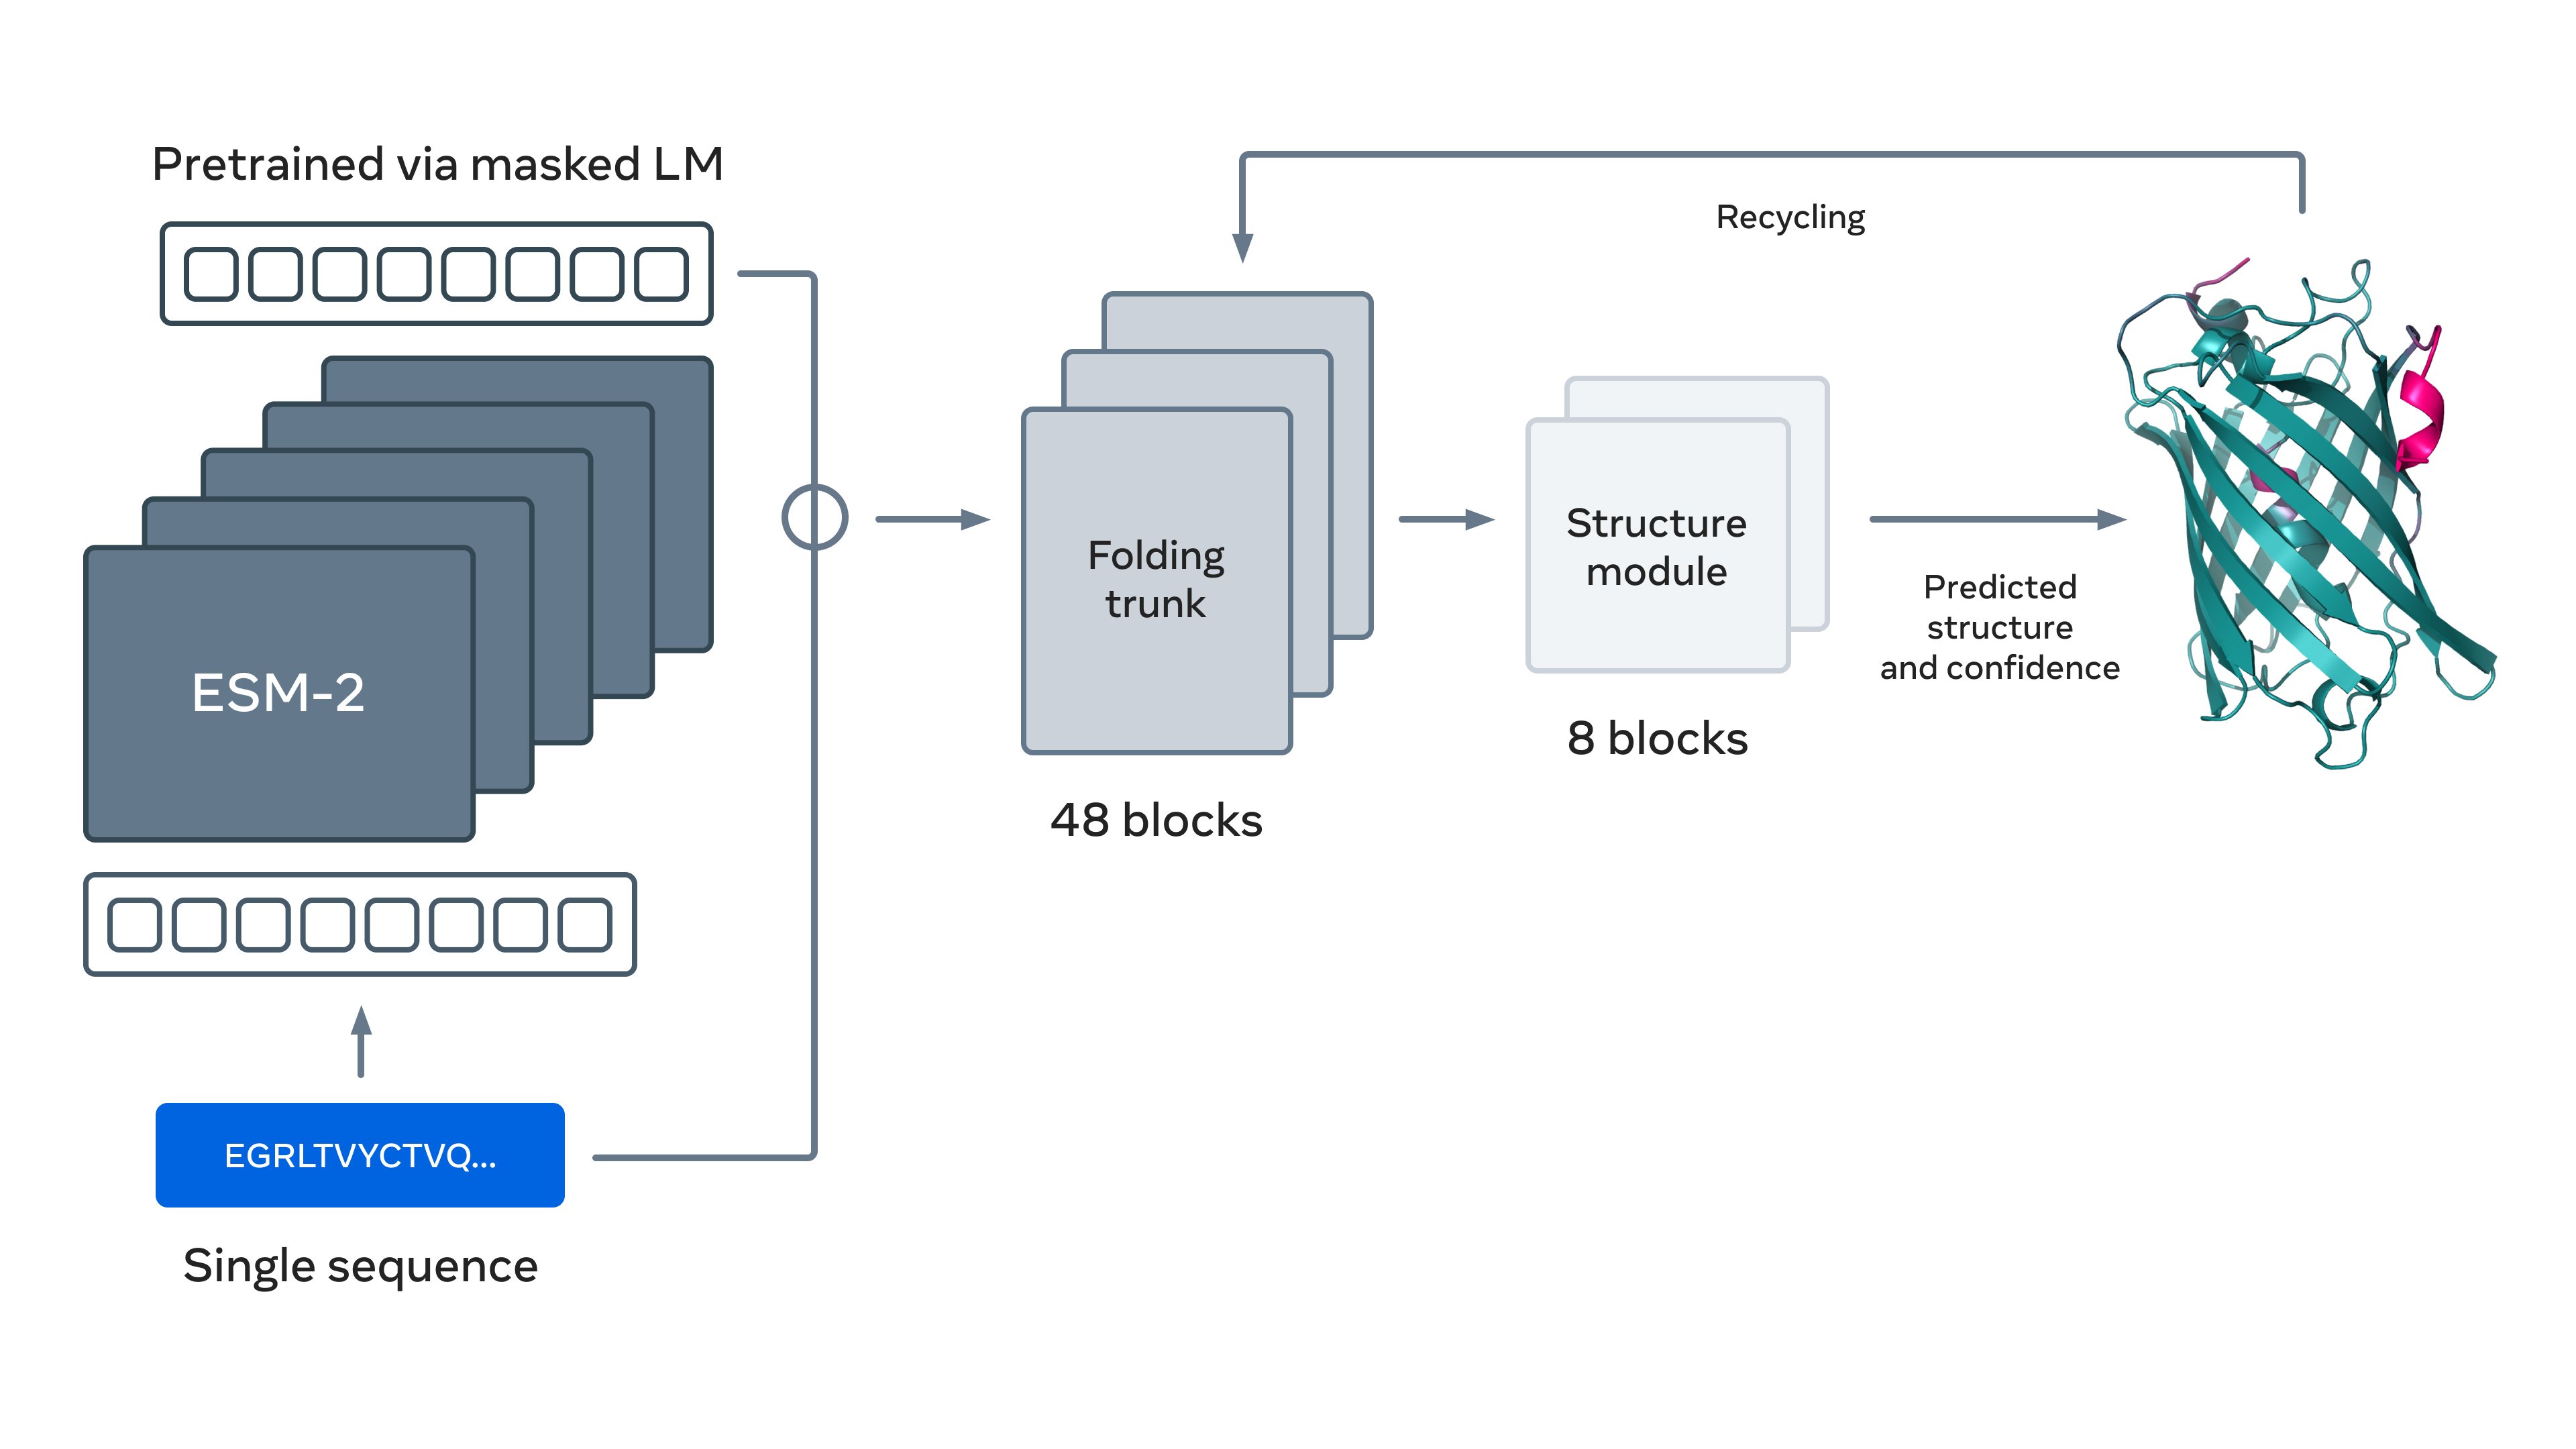 Pretrained via masked LM
ESM-2
EGRLTVYCTVQ...
Single sequence
Folding
trunk
48 blocks
Recycling
Structure
module
8 blocks
Predicted
structure
and confidence